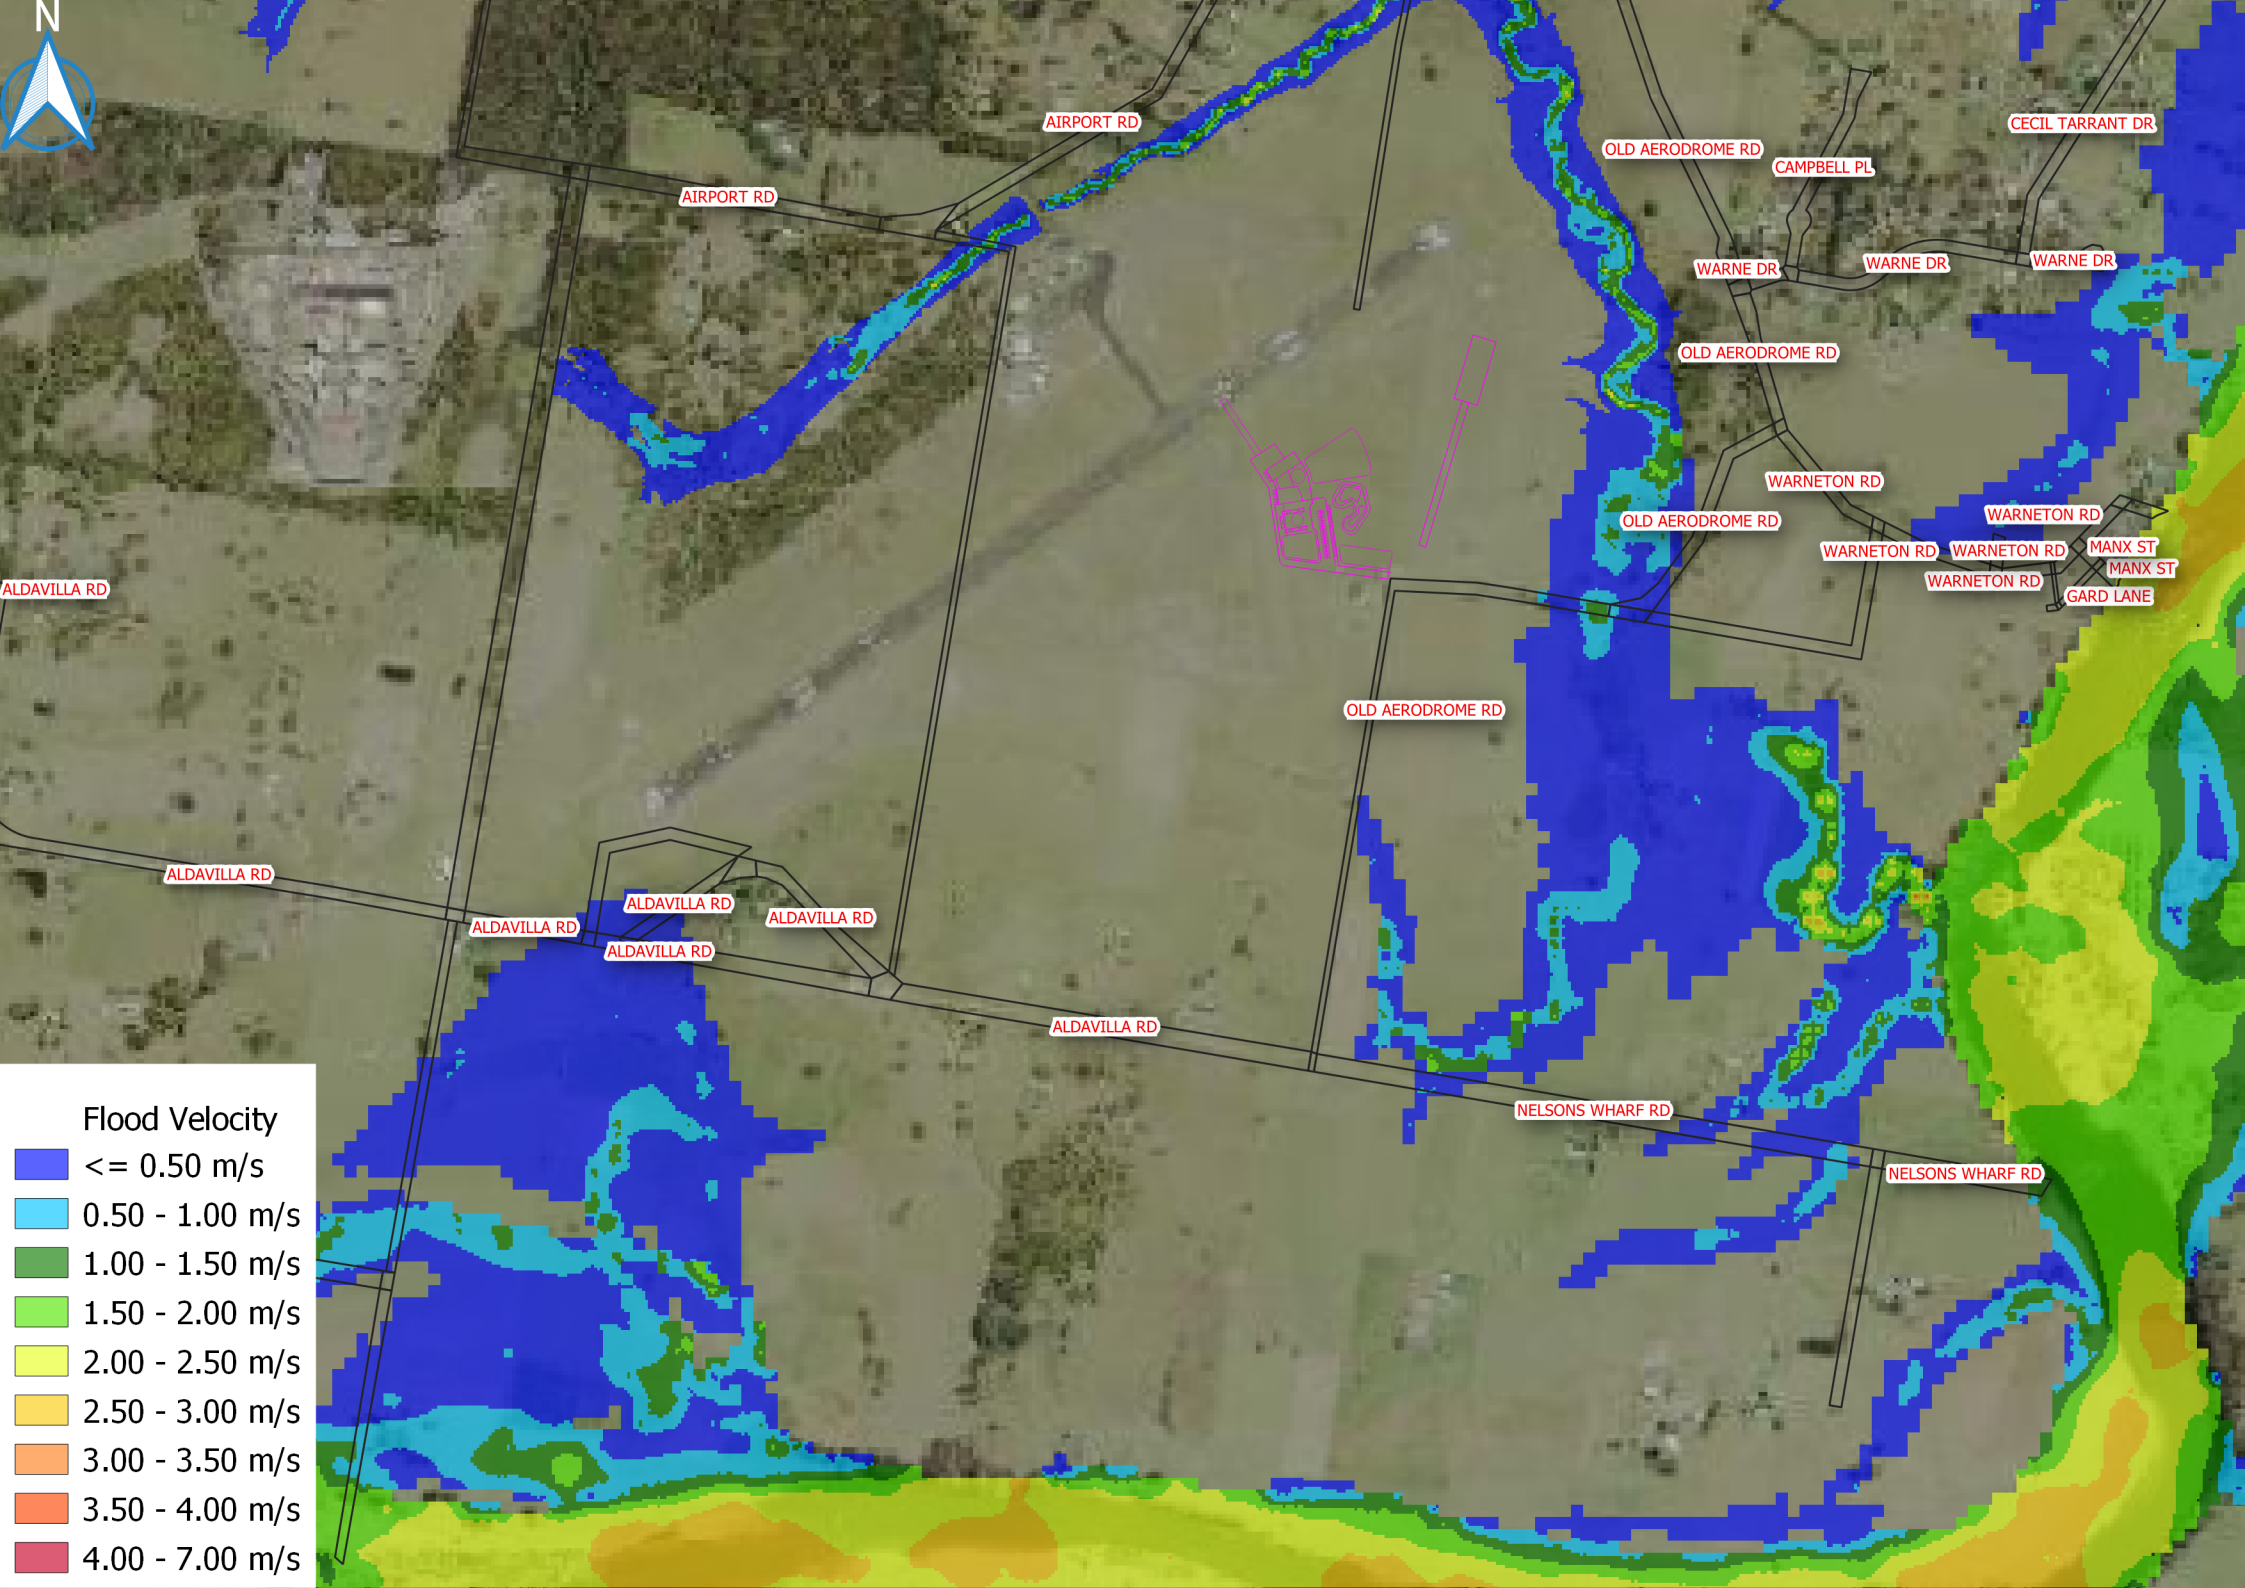 N
AIRPORT RD
CECIL TARRANT DR
OLD AERODROME RD
CAMPBELL PL
AIRPORT RD
WARNE DR
WARNE DR
WARNE DR
OLD AERODROME RD
WARNETON RD
WARNETON RD
OLD AERODROME RD
WARNETON RD
WARNETON RD
MANX ST
MANX ST
WARNETON RD
GARD LANE
ALDAVILLA RD
OLD AERODROME RD
ALDAVILLA RD
ALDAVILLA RD
ALDAVILLA RD
ALDAVILLA RD
ALDAVILLA RD
ALDAVILLA RD
NELSONS WHARF RD
NELSONS WHARF RD
Flood Velocity
<= 0.50 m/s
0.50 - 1.00 m/s
1.00 - 1.50 m/s
1.50 - 2.00 m/s
2.00 - 2.50 m/s
2.50 - 3.00 m/s
3.00 - 3.50 m/s
3.50 - 4.00 m/s
4.00 - 7.00 m/s